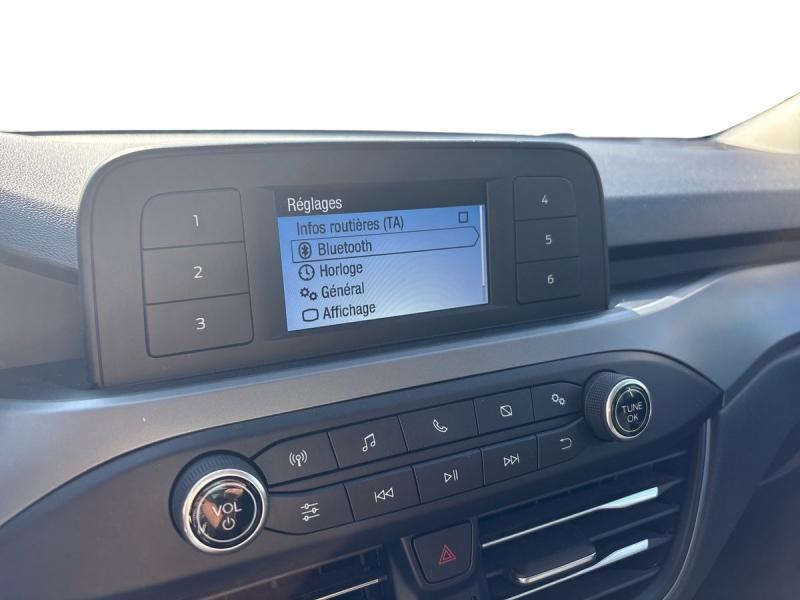 Réglages
Infos routières (TA)
Bluetooth
Horloge
Général
Affichage
1
2
3
4
5
6
VOL
TUNE
OK